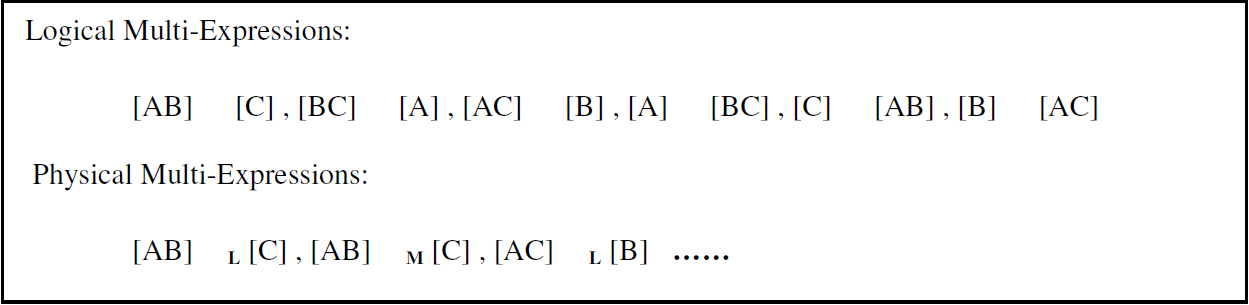 Logical Multi-Expressions:
[AB] [C] , [BC] [A] , [AC] [B] , [A] [BC] , [C] [AB] , [B] [AC]
Physical Multi-Expressions:
[AB] L [C] , [AB] M [C] , [AC] L [B] ……